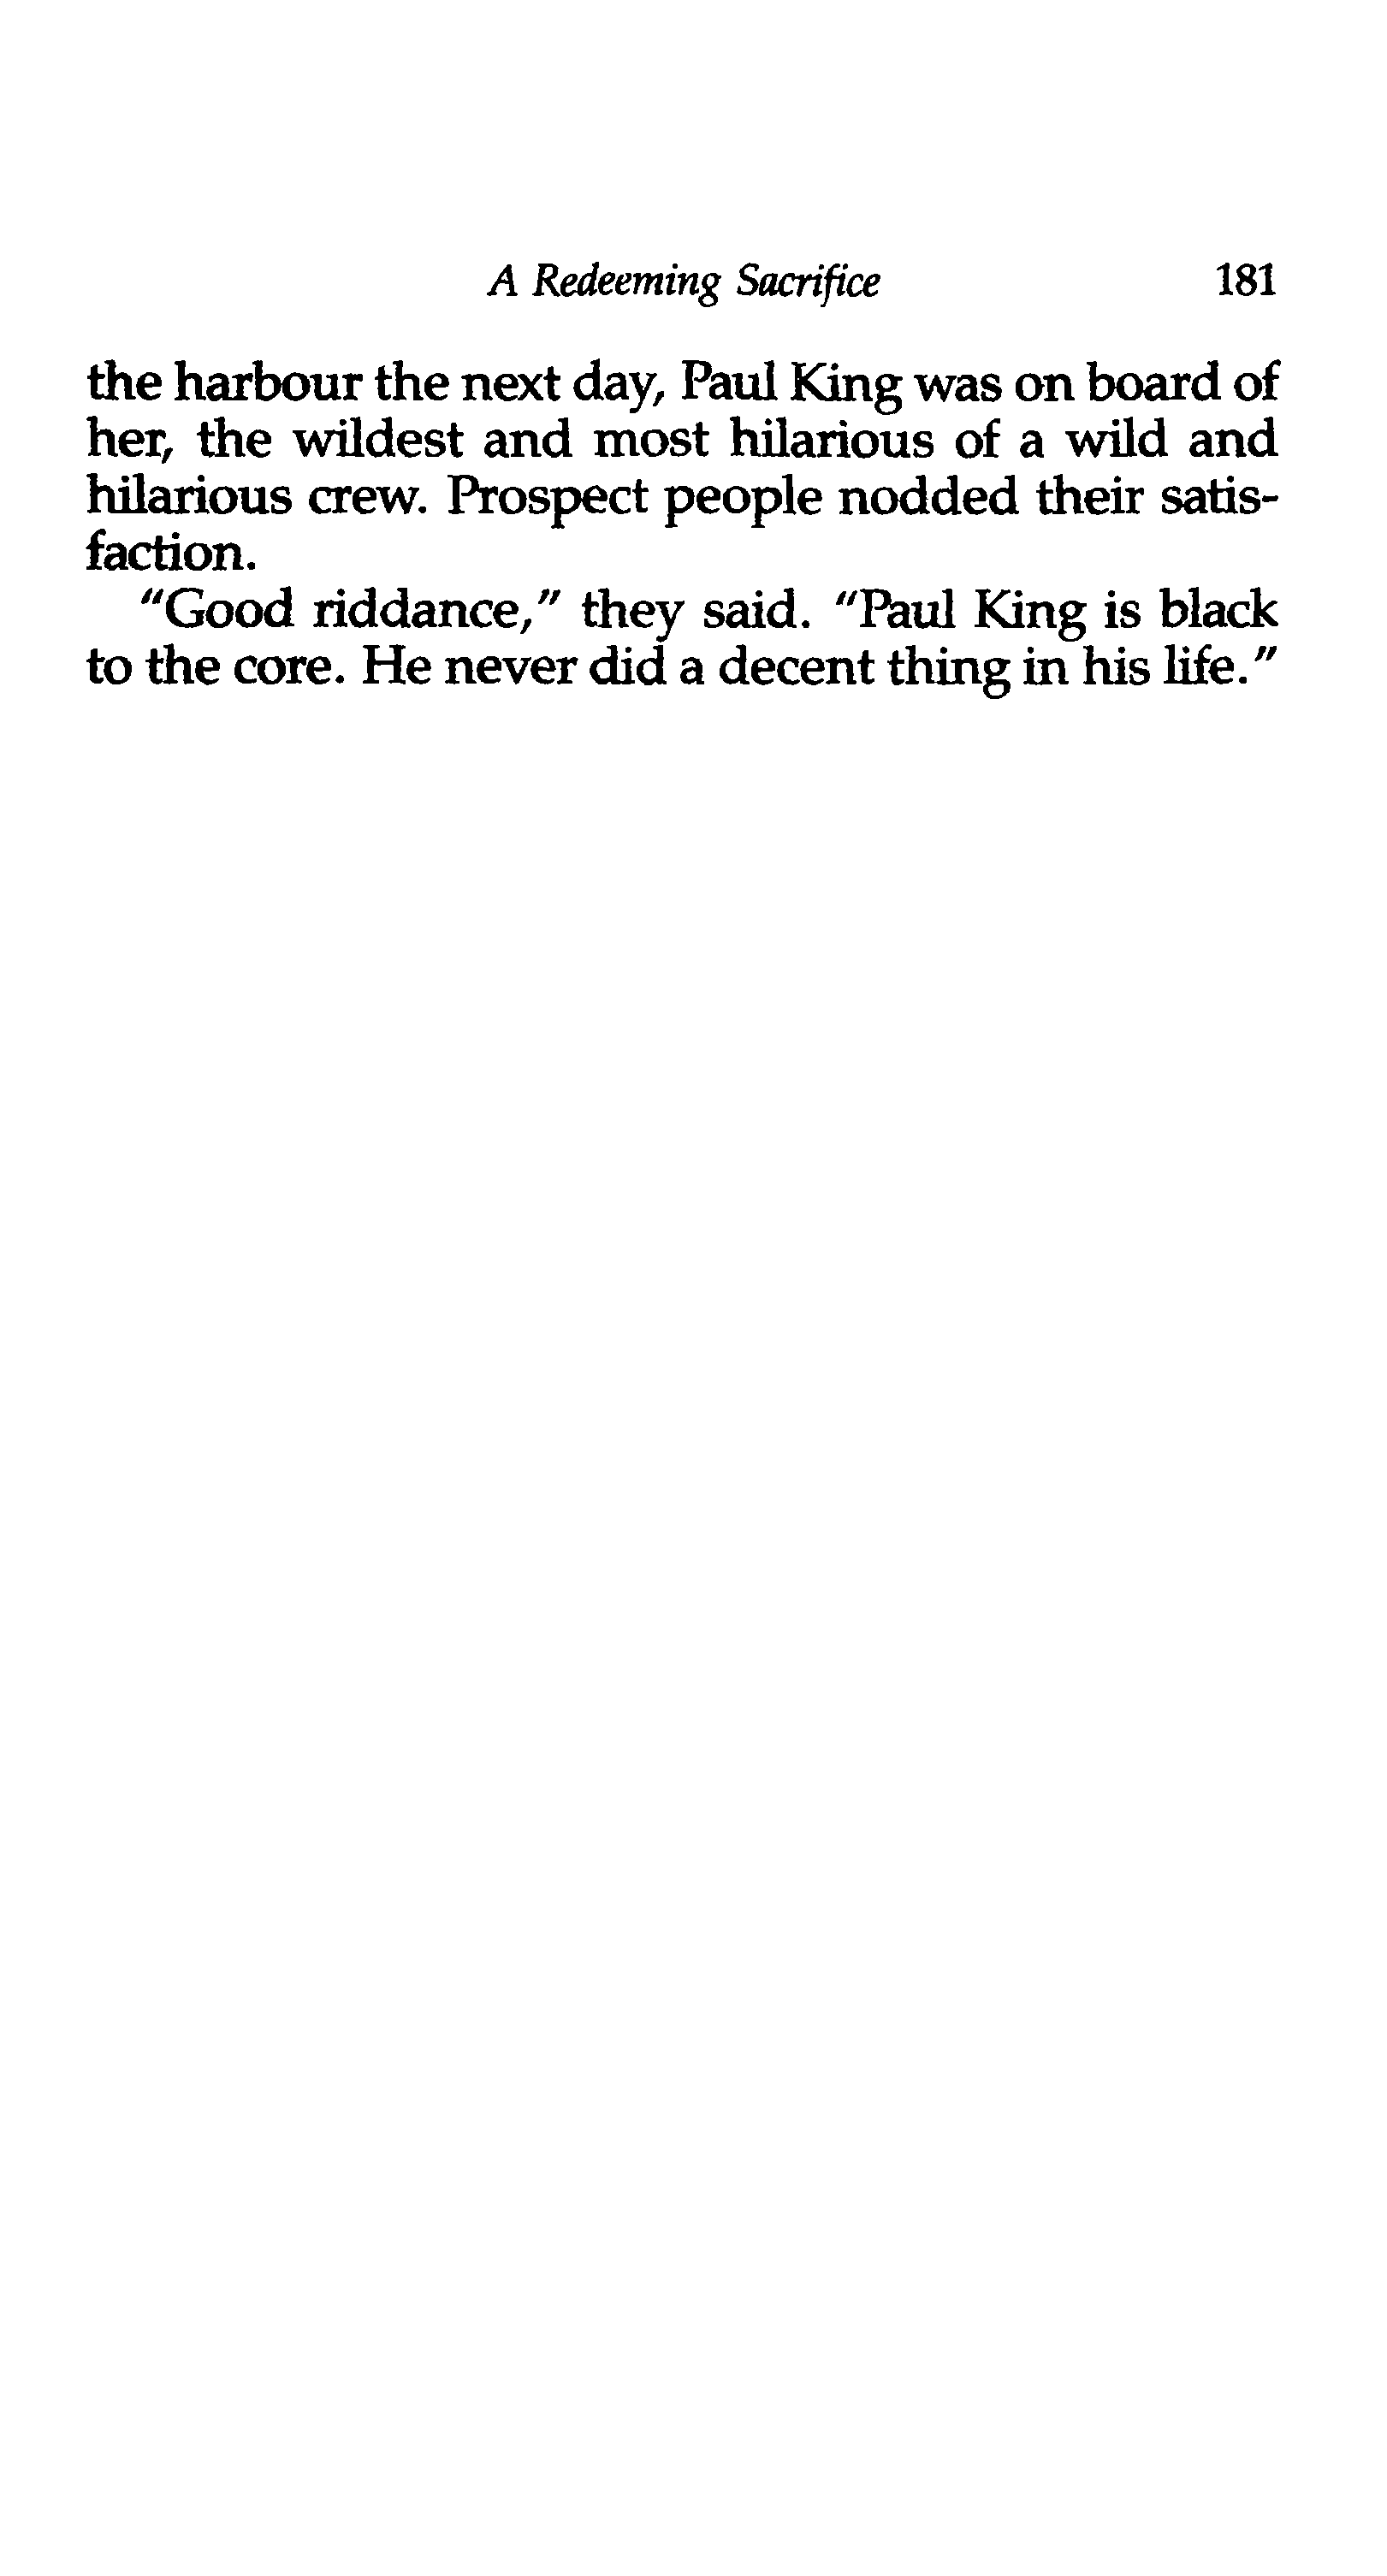 A Redeeming Sacrifice 181
the harbour the next day, Paul King was on board of
her, the wildest and most hilarious of a wild and
hilarious crew. Prospect people nodded their satis-
faction.
"Good riddance," they said. "Paul King is black
to the core. He never did a decent thing in his life."